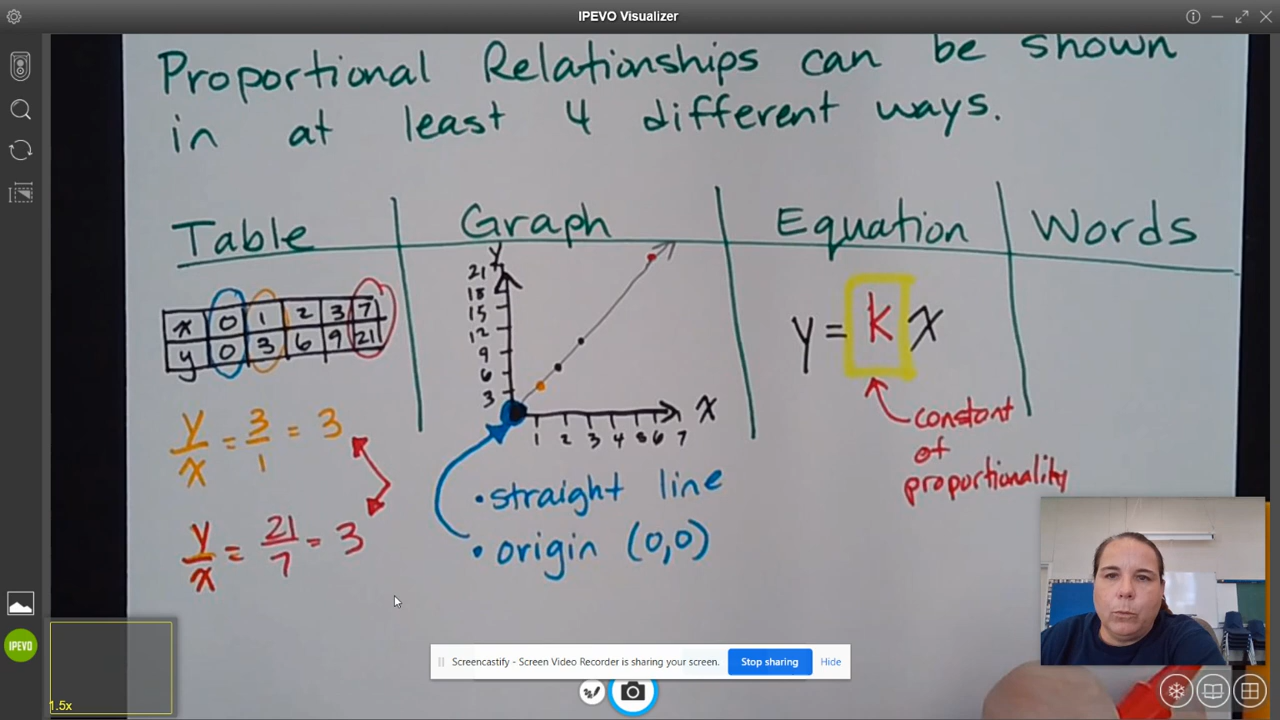 IPEVO Visualizer
Proportional Relationships can be shown
in at least 4 different ways.
Table
x 0 1 2 3 7
y 0 3 6 9 21
y/x = 3/1 = 3
y/x = 21/7 = 3
Graph
y
21
18
15
12
9
6
3
1 2 3 4 5 6 7
x
• straight line
• origin (0,0)
Equation
y = k x
constant
of
proportionality
Words
Screencastify - Screen Video Recorder is sharing your screen. Stop sharing Hide
IPEVO
1.5x